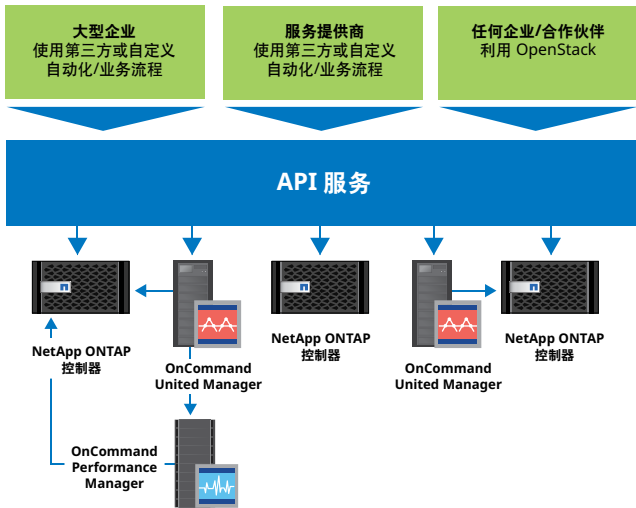 大型企业
使用第三方或自定义
自动化/业务流程
服务提供商
使用第三方或自定义
自动化/业务流程
任何企业/合作伙伴
利用 OpenStack
API 服务
NetApp ONTAP
控制器
OnCommand
United Manager
NetApp ONTAP
控制器
OnCommand
United Manager
NetApp ONTAP
控制器
OnCommand
Performance
Manager